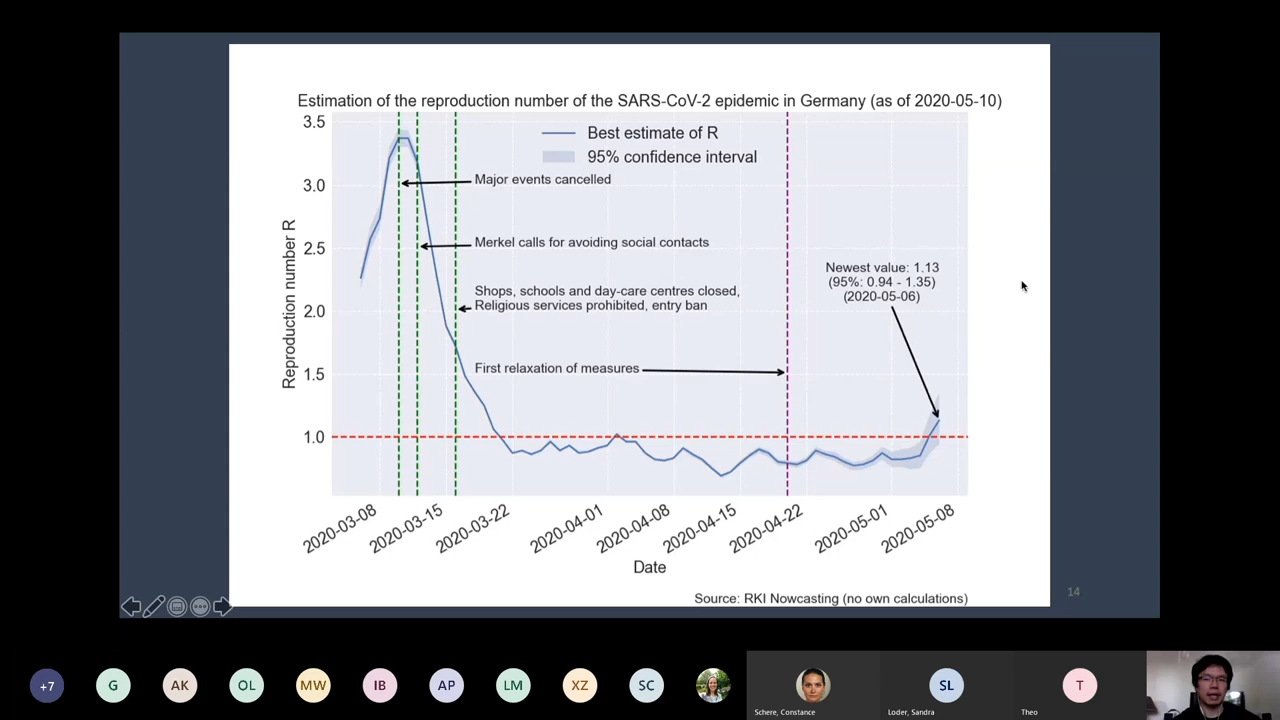 Estimation of the reproduction number of the SARS-CoV-2 epidemic in Germany (as of 2020-05-10)
3.5
3.0
2.5
2.0
1.5
1.0
Reproduction number R
Best estimate of R
95% confidence interval
Major events cancelled
Merkel calls for avoiding social contacts
Shops, schools and day-care centres closed,
Religious services prohibited, entry ban
First relaxation of measures
Newest value: 1.13
(95%: 0.94 - 1.35)
(2020-05-06)
2020-03-08
2020-03-15
2020-03-22
2020-04-01
2020-04-08
2020-04-15
2020-04-22
2020-05-01
2020-05-08
Date
Source: RKI Nowcasting (no own calculations)
14
+7
G
AK
OL
MW
IB
AP
LM
XZ
SC
Schere, Constance
SL
Loder, Sandra
T
Theo